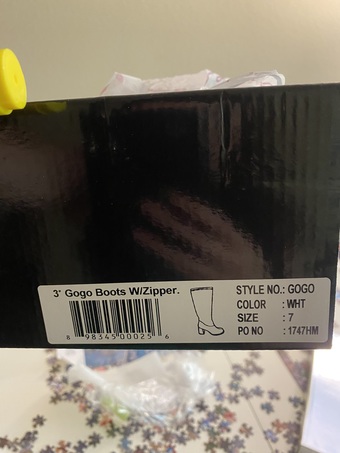 3" Gogo Boots W/Zipper.
STYLE NO.: GOGO
COLOR : WHT
SIZE : 7
PO NO : 1747HM
8 98345 00025 6